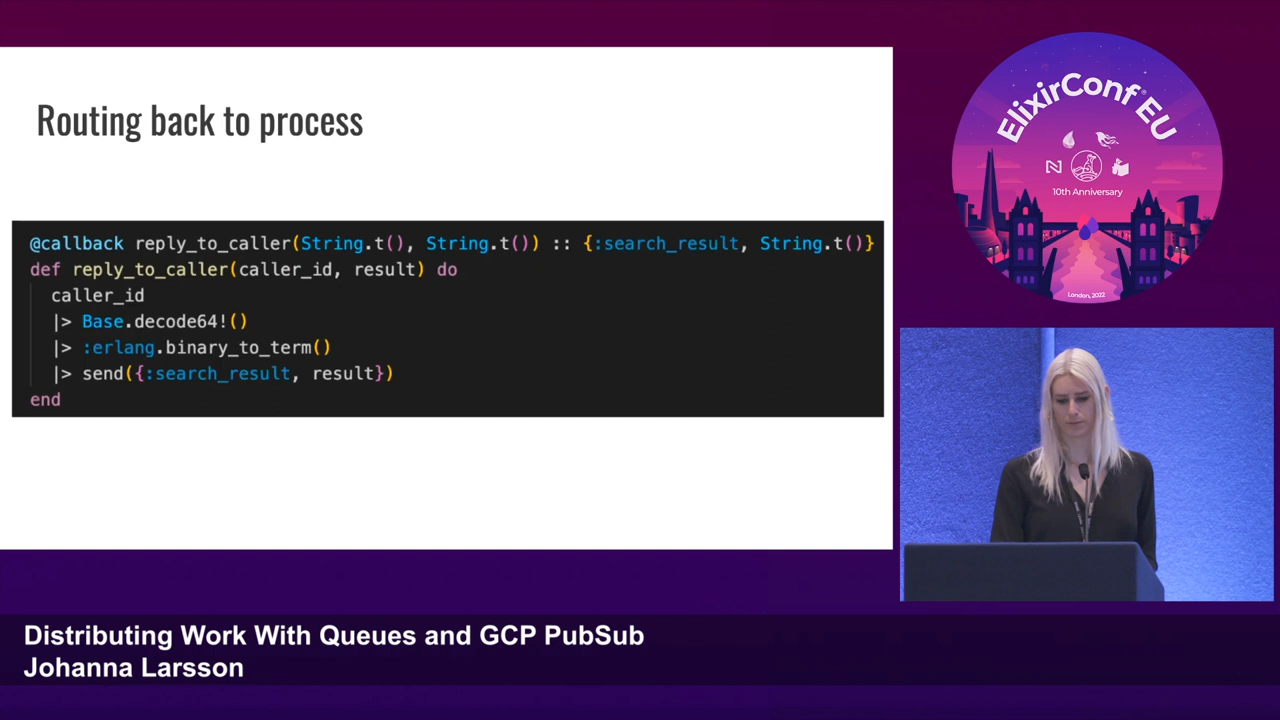 Routing back to process
@callback reply_to_caller(String.t(), String.t()) :: {:search_result, String.t()}
def reply_to_caller(caller_id, result) do
caller_id
|> Base.decode64!()
|> :erlang.binary_to_term()
|> send({:search_result, result})
end
ElixirConf® EU
10th Anniversary
London, 2022
Distributing Work With Queues and GCP PubSub
Johanna Larsson